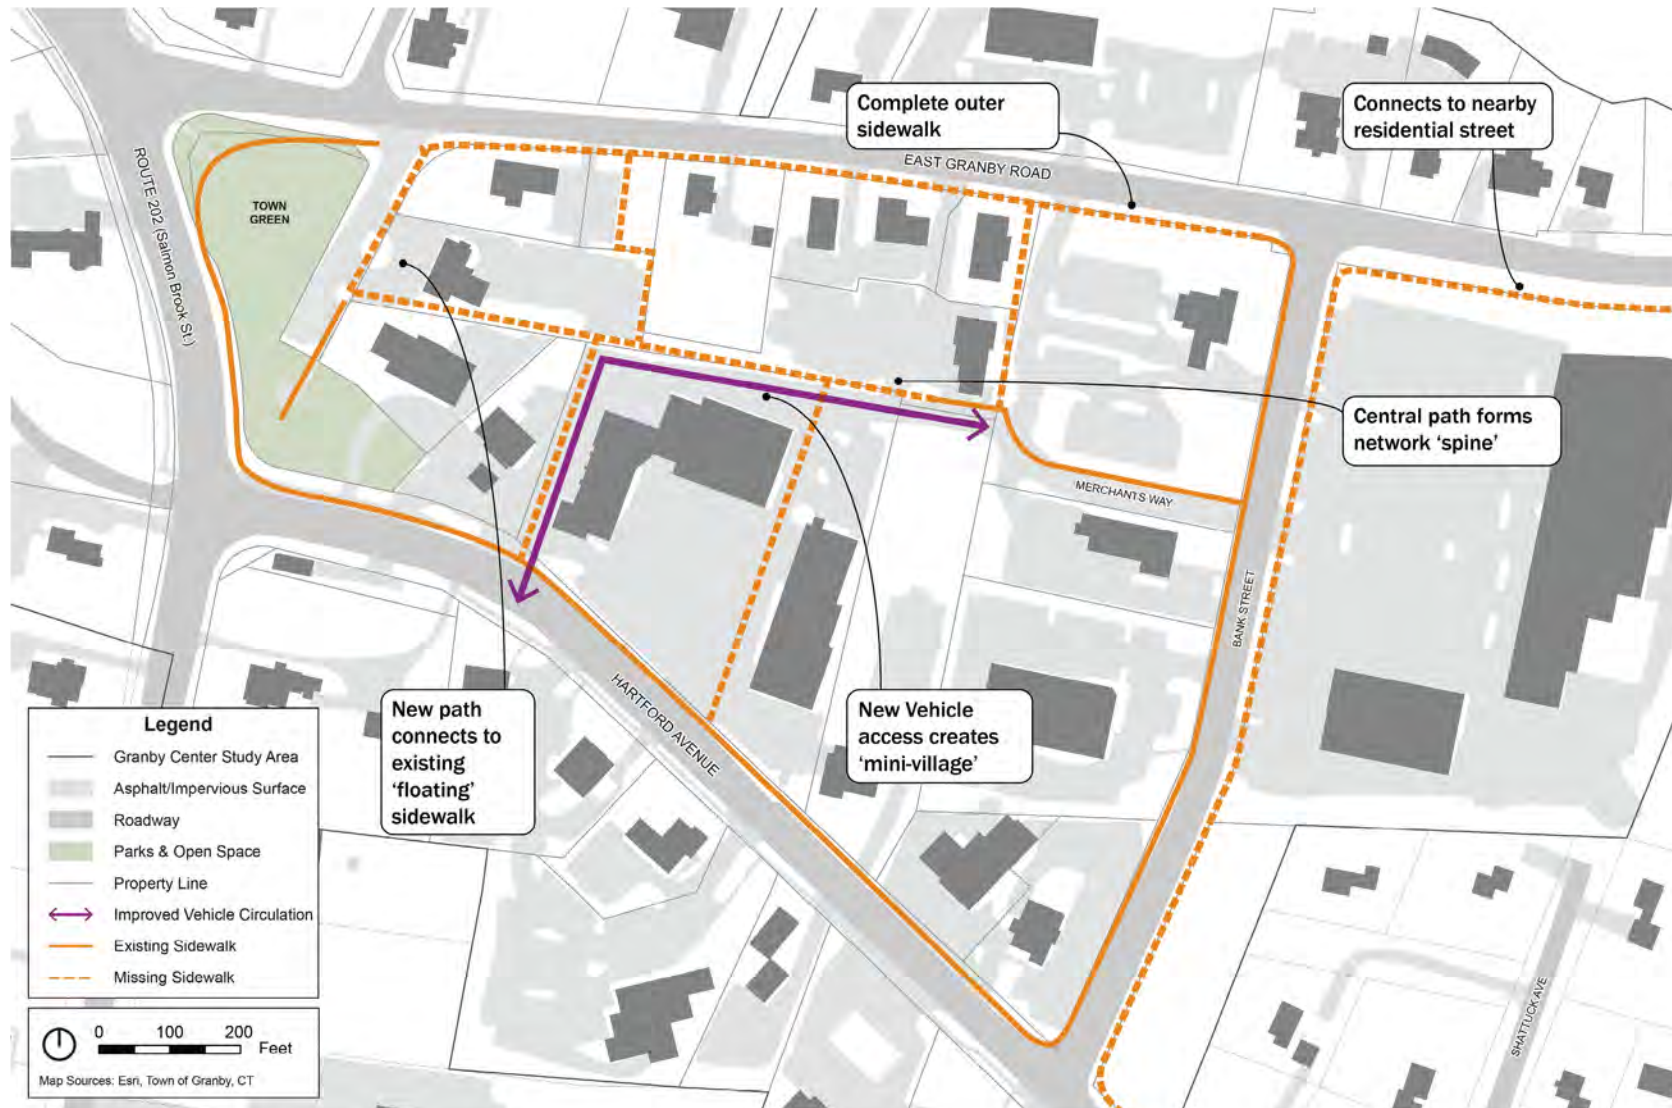 Complete outer
sidewalk
Connects to nearby
residential street
EAST GRANBY ROAD
ROUTE 202 (Salmon Brook St.)
TOWN
GREEN
Central path forms
network ‘spine’
MERCHANTS WAY
BANK STREET
HARTFORD AVENUE
New path
connects to
existing
‘floating’
sidewalk
New Vehicle
access creates
‘mini-village’
SHATTUCK AVE
Legend
Granby Center Study Area
Asphalt/Impervious Surface
Roadway
Parks & Open Space
Property Line
Improved Vehicle Circulation
Existing Sidewalk
Missing Sidewalk
0 100 200
Feet
Map Sources: Esri, Town of Granby, CT